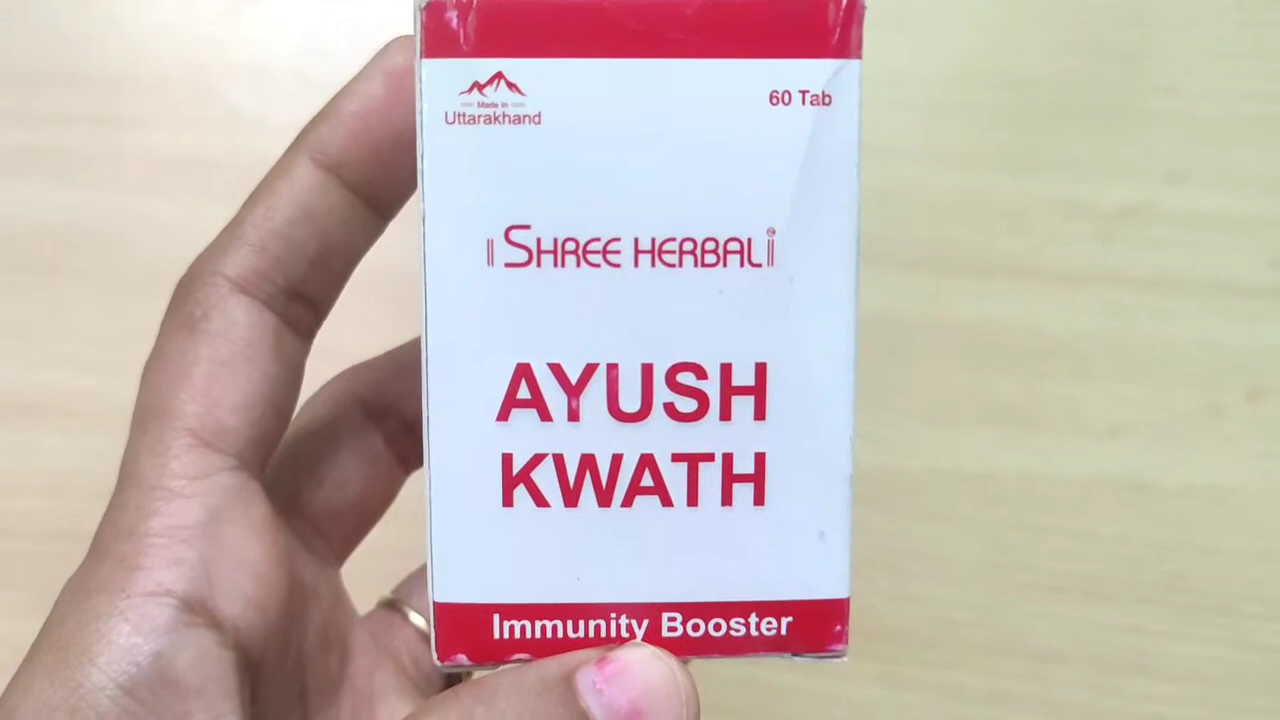 Made In
Uttarakhand
60 Tab
SHREE HERBAL
AYUSH
KWATH
Immunity Booster